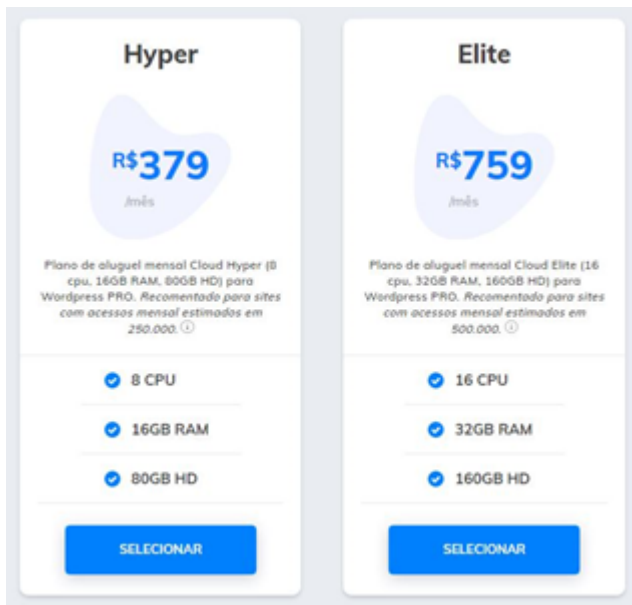 Hyper
R$379
/mês
Plano de aluguel mensal Cloud Hyper (8
cpu, 16GB RAM, 80GB HD) para
Wordpress PRO. Recomentado para sites
com acessos mensal estimados em
250.000.
8 CPU
16GB RAM
80GB HD
SELECIONAR
Elite
R$759
/mês
Plano de aluguel mensal Cloud Elite (16
cpu, 32GB RAM, 160GB HD) para
Wordpress PRO. Recomentado para sites
com acessos mensal estimados em
500.000.
16 CPU
32GB RAM
160GB HD
SELECIONAR